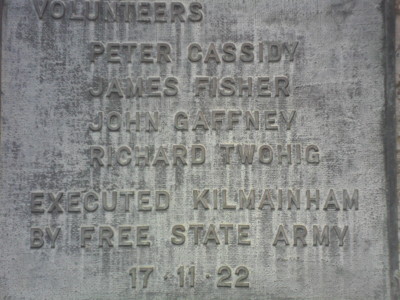 VOLUNTEERS
PETER CASSIDY
JAMES FISHER
JOHN GAFFNEY
RICHARD TWOHIG
EXECUTED KILMAINHAM
BY FREE STATE ARMY
17·11·22